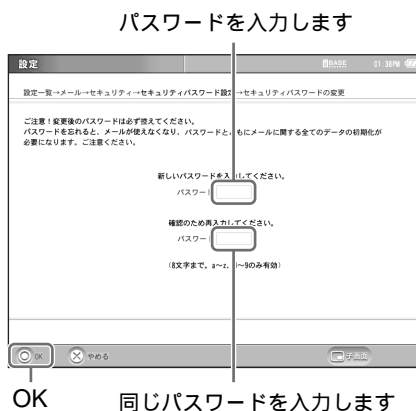 パスワードを入力します
設定
BASE 01 38PM
設定一覧→メール→セキュリティ→セキュリティパスワード設定→セキュリティパスワードの変更
ご注意!変更後のパスワードは必ず控えてください。
パスワードを忘れると、メールが使えなくなり、パスワードとともにメールに関する全てのデータの初期化が
必要になります。ご注意ください。
新しいパスワードを入力してください。
パスワード
確認のため再入力してください。
パスワード
(8文字まで。a~z、0~9のみ有効)
OK やめる 子画面
OK 同じパスワードを入力します